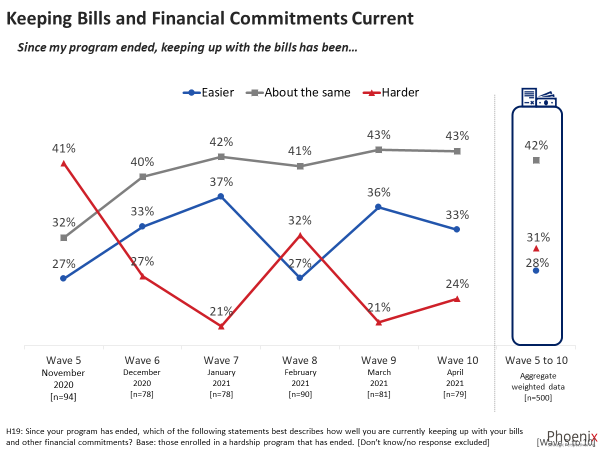 Keeping Bills and Financial Commitments Current
Since my program ended, keeping up with the bills has been…
Easier About the same Harder
41% 40% 42% 41% 43% 43% 42%
32% 33% 37% 32% 36% 33% 31%
27% 27% 21% 27% 21% 24% 28%
Wave 5 Wave 6 Wave 7 Wave 8 Wave 9 Wave 10 Wave 5 to 10
November December January February March April Aggregate
2020 2020 2021 2021 2021 2021 weighted data
[n=94] [n=78] [n=78] [n=90] [n=81] [n=79] [n=500]
H19: Since your program has ended, which of the following statements best describes how well you are currently keeping up with your bills
and other financial commitments? Base: those enrolled in a hardship program that has ended. [Don't know/no response excluded]
Phoenix
[Wave 5 to 10]